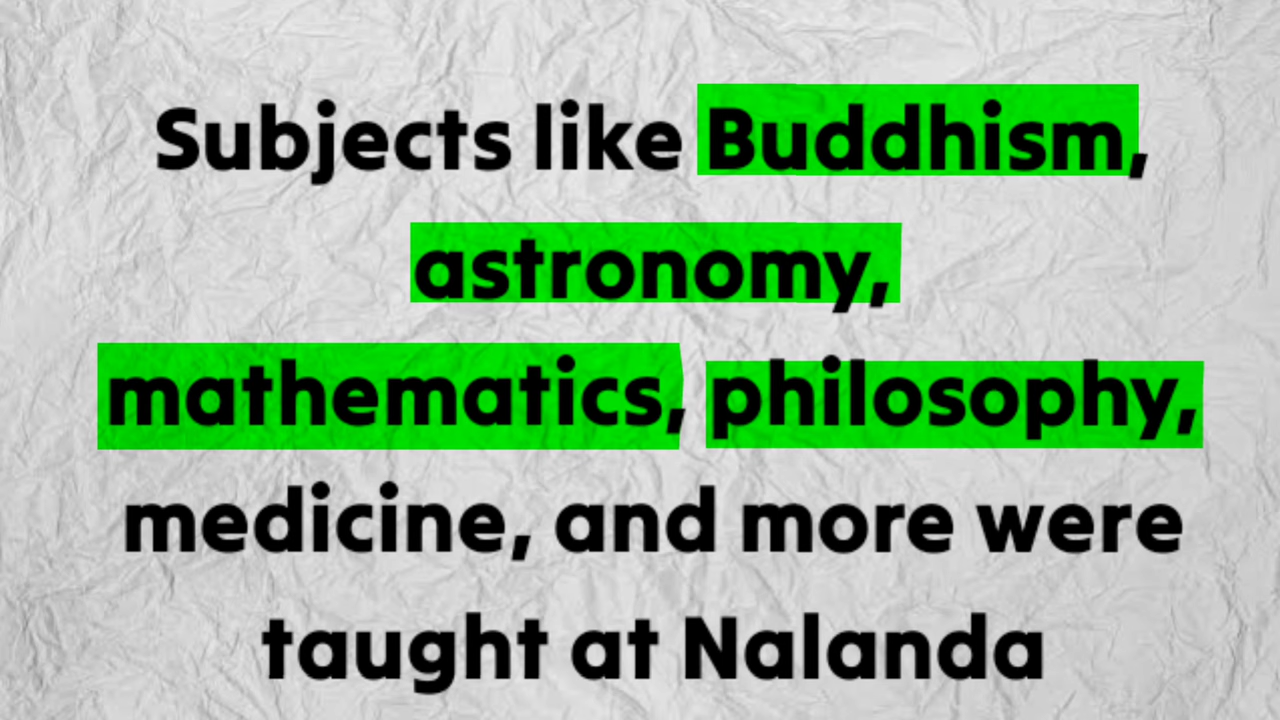 Subjects like Buddhism,
astronomy,
mathematics, philosophy,
medicine, and more were
taught at Nalanda